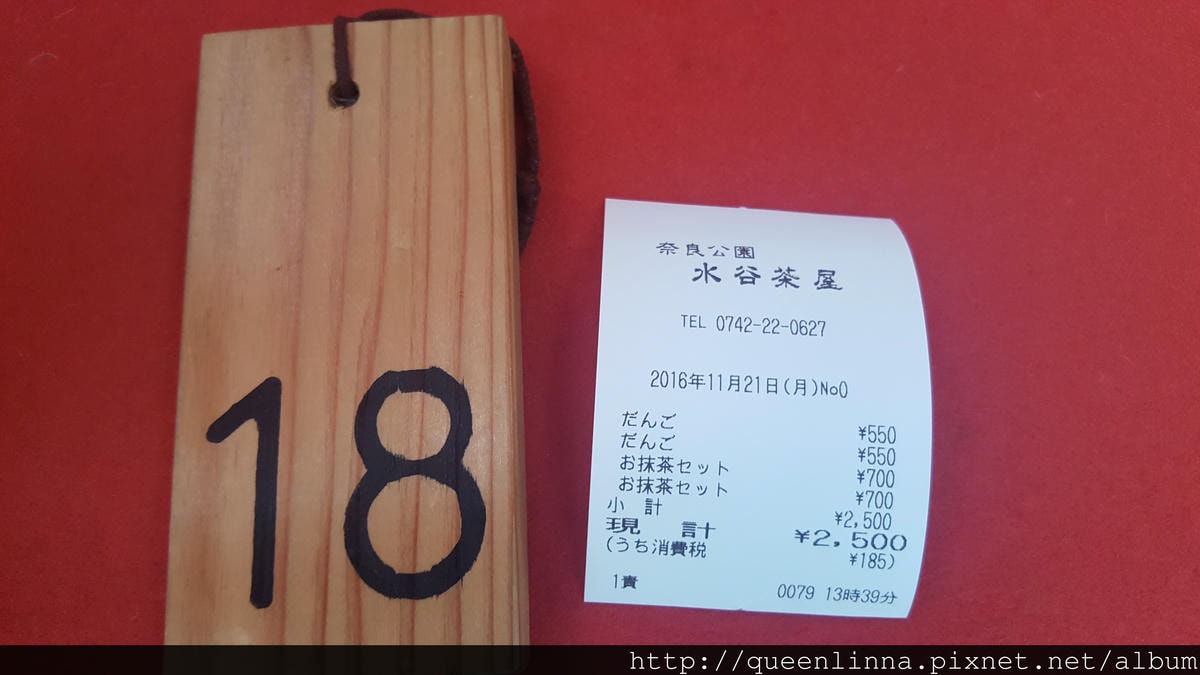 18
奈良公園
水谷茶屋
TEL 0742-22-0627
2016年11月21日(月)No0
だんご ¥550
だんご ¥550
お抹茶セット ¥700
お抹茶セット ¥700
小 計 ¥2,500
現 計 ¥2,500
(うち消費税 ¥185)
1責 0079 13時39分
http://queenlinna.pixnet.net/album